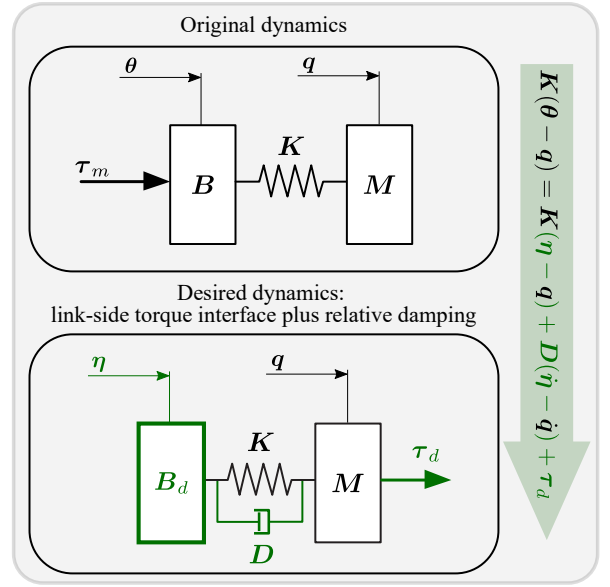 Original dynamics
θ
q
τm
B
K
M
Desired dynamics:
link-side torque interface plus relative damping
η
q
Bd
K
D
M
τd
K(θ − q) = K(η − q) + D(η̇ − q̇) + τd